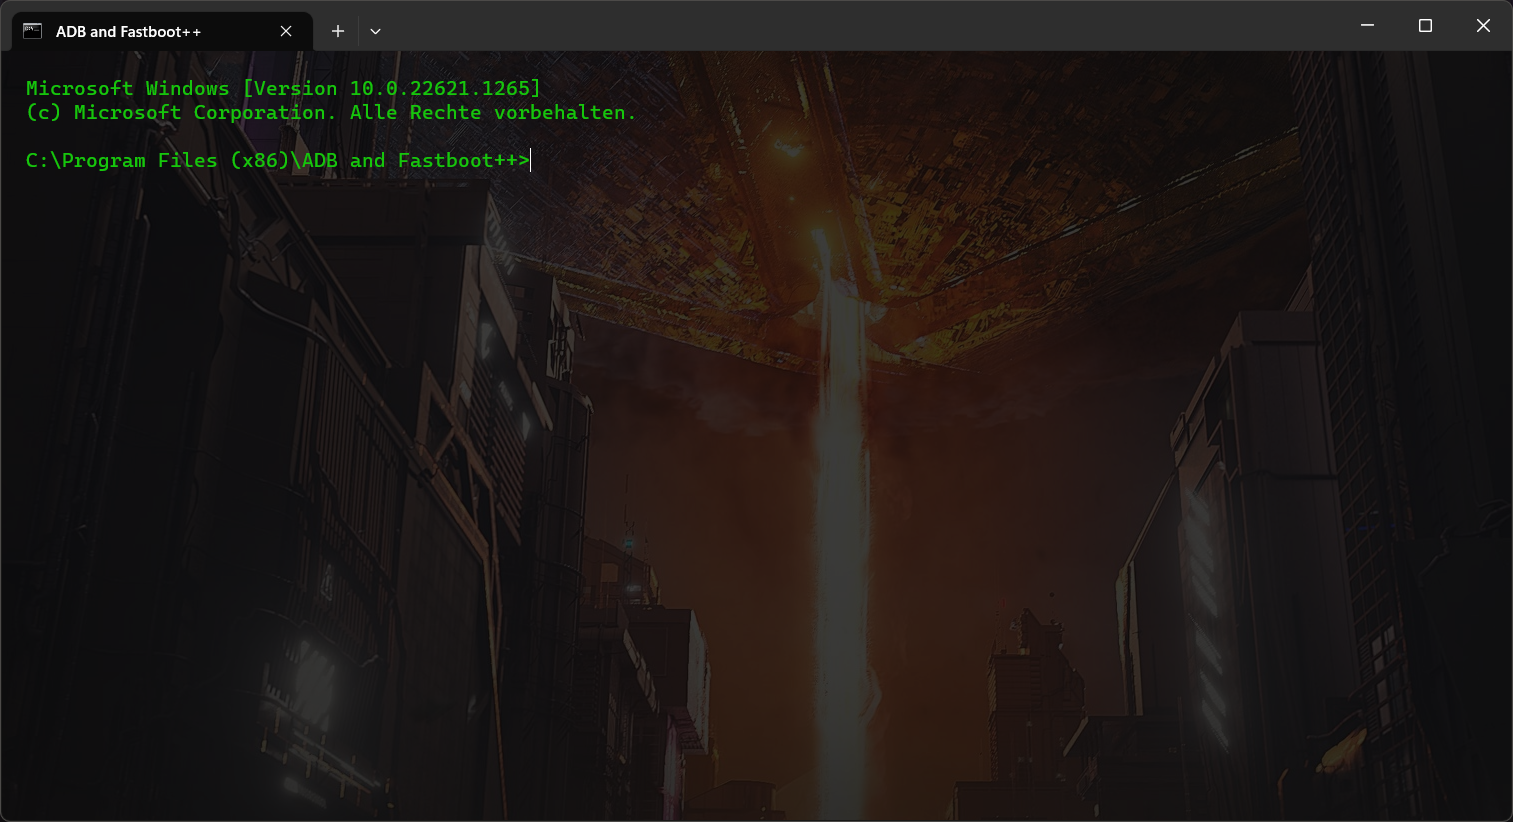 ADB and Fastboot++
Microsoft Windows [Version 10.0.22621.1265]
(c) Microsoft Corporation. Alle Rechte vorbehalten.
C:\Program Files (x86)\ADB and Fastboot++>